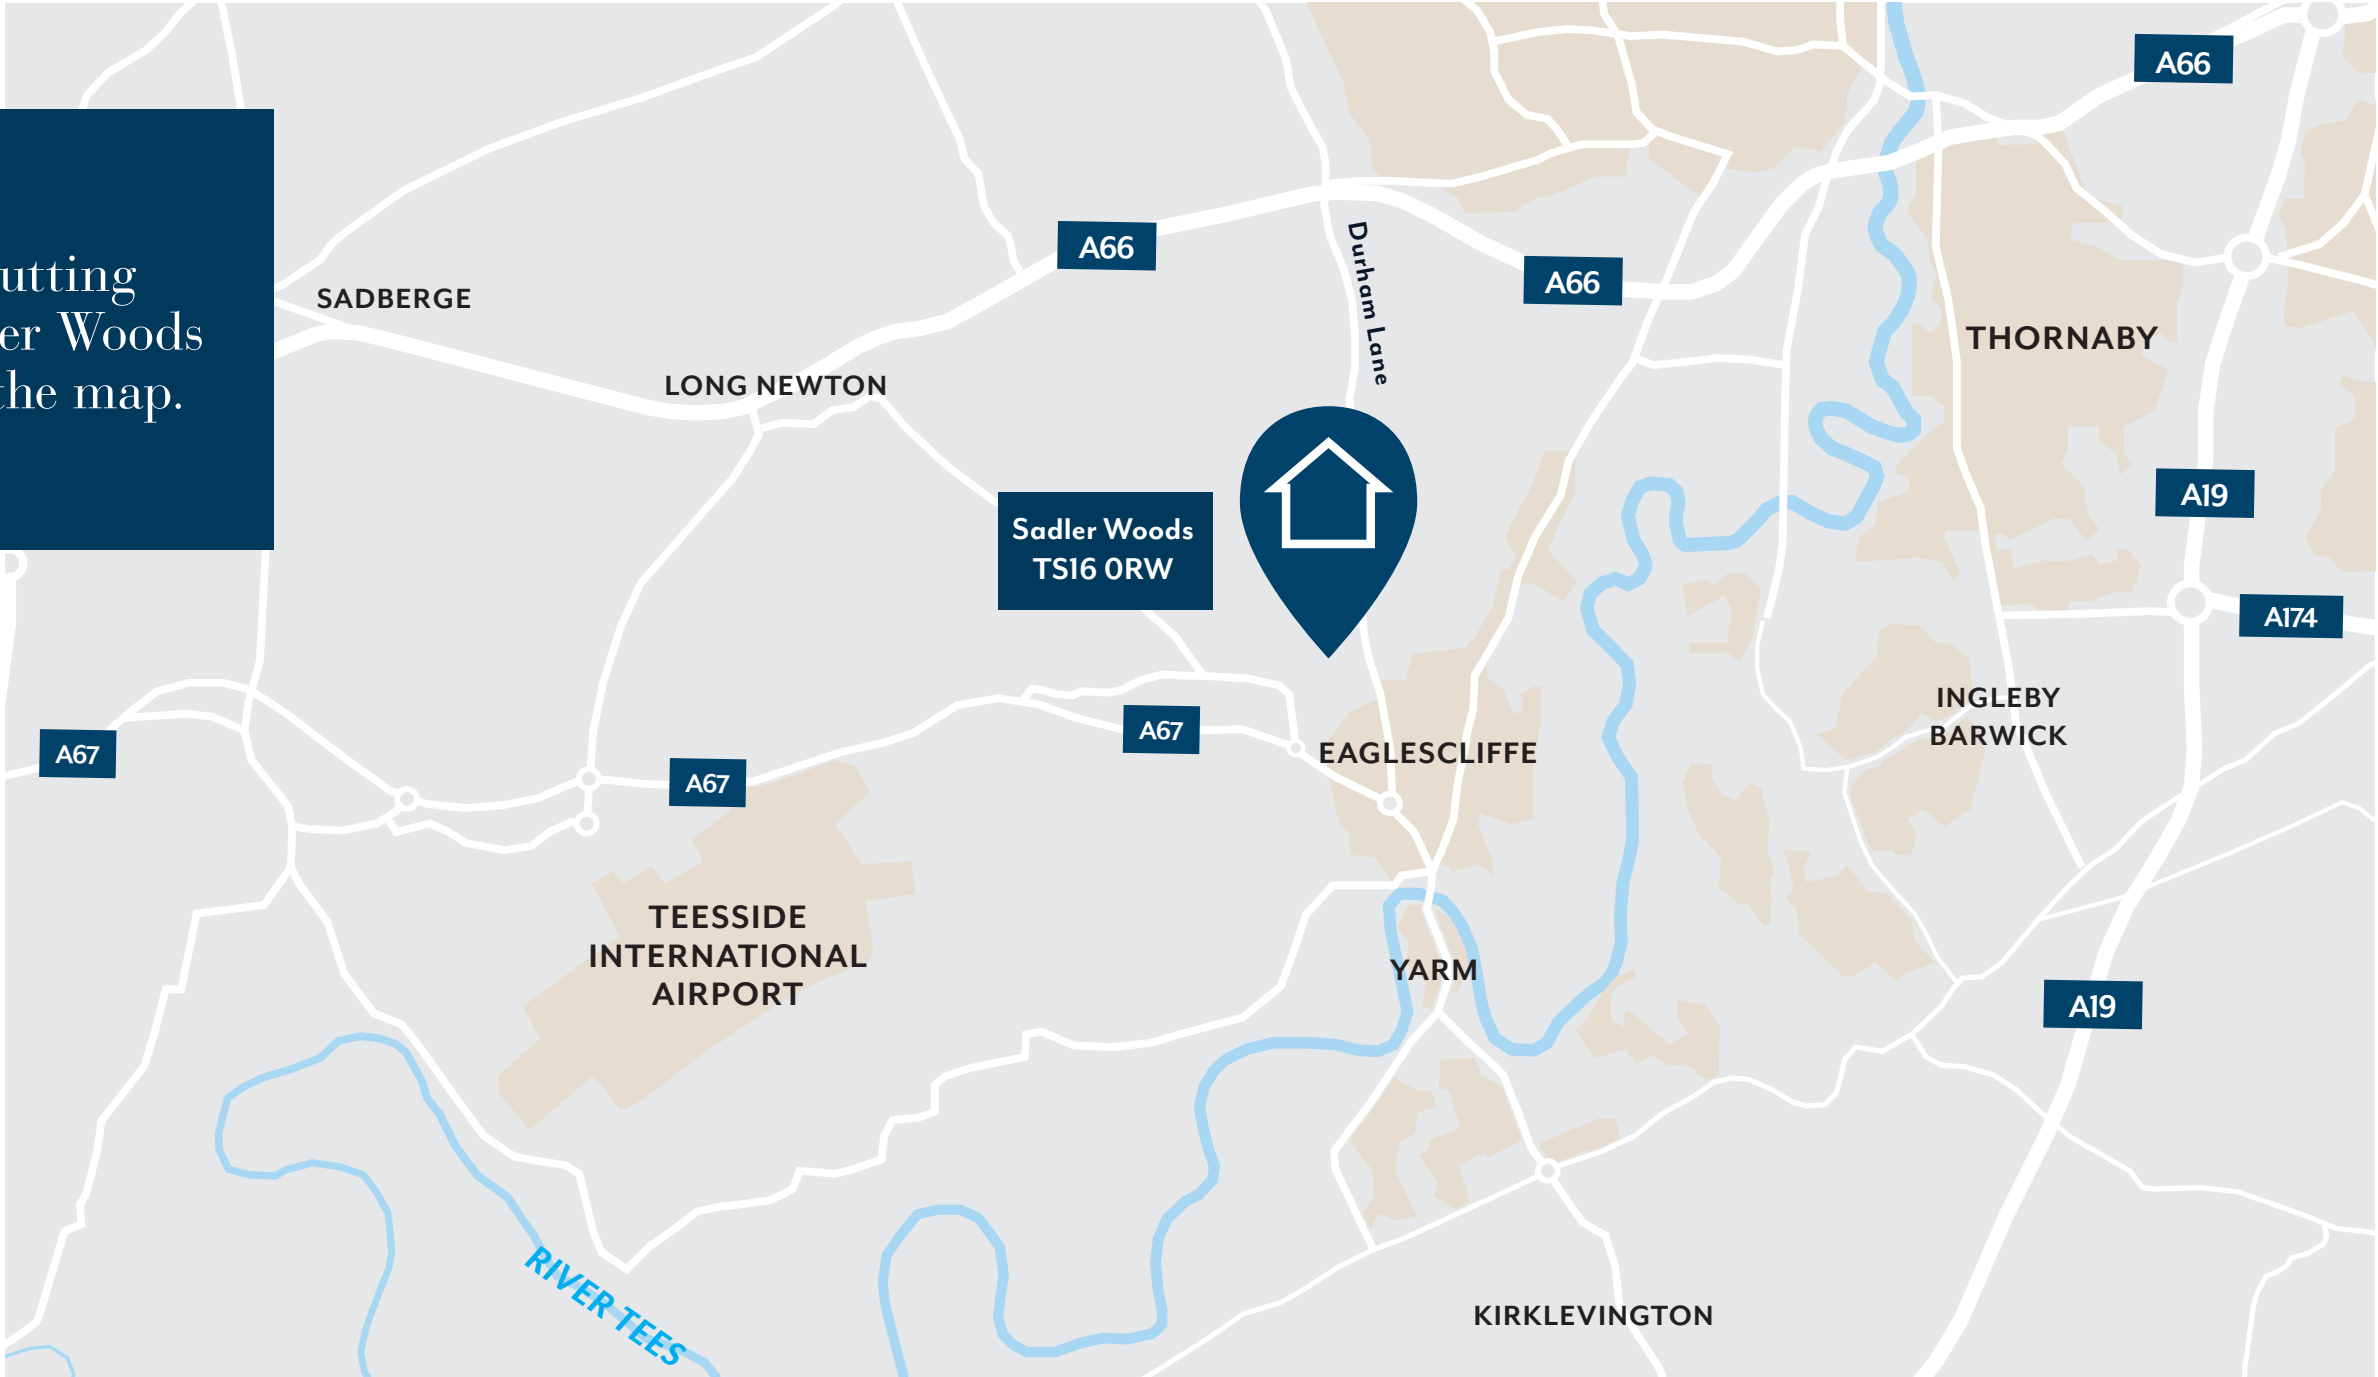 utting
er Woods
the map.
A66
Durham Lane
A66
A66
SADBERGE
THORNABY
LONG NEWTON
A19
Sadler Woods
TS16 0RW
A174
INGLEBY
BARWICK
A67
A67
A67
EAGLESCLIFFE
TEESSIDE
INTERNATIONAL
AIRPORT
YARM
A19
RIVER TEES
KIRKLEVINGTON